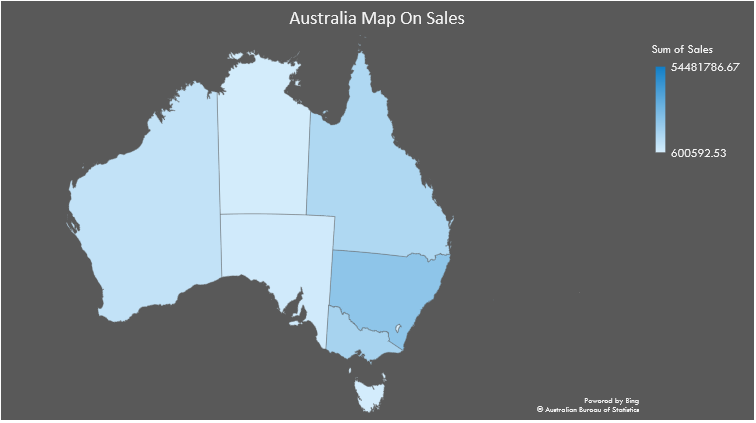 Australia Map On Sales
Sum of Sales
54481786.67
600592.53
Powered by Bing
© Australian Bureau of Statistics